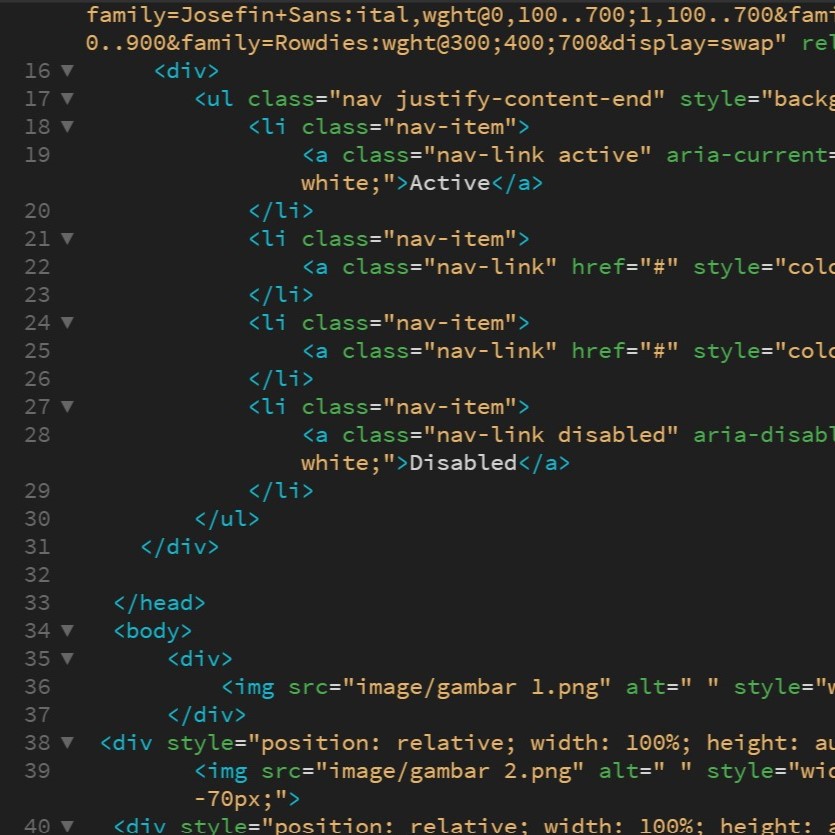 family=Josefin+Sans:ital,wght@0,100..700;1,100..700&fami
0..900&family=Rowdies:wght@300;400;700&display=swap" rel
16 <div>
17 <ul class="nav justify-content-end" style="backg
18 <li class="nav-item">
19 <a class="nav-link active" aria-current=
white;">Active</a>
20 </li>
21 <li class="nav-item">
22 <a class="nav-link" href="#" style="colo
23 </li>
24 <li class="nav-item">
25 <a class="nav-link" href="#" style="colo
26 </li>
27 <li class="nav-item">
28 <a class="nav-link disabled" aria-disabl
white;">Disabled</a>
29 </li>
30 </ul>
31 </div>
32
33 </head>
34 <body>
35 <div>
36 <img src="image/gambar 1.png" alt=" " style="w
37 </div>
38 <div style="position: relative; width: 100%; height: au
39 <img src="image/gambar 2.png" alt=" " style="wid
-70px;">
40 <div style="position: relative; width: 100%; height: a